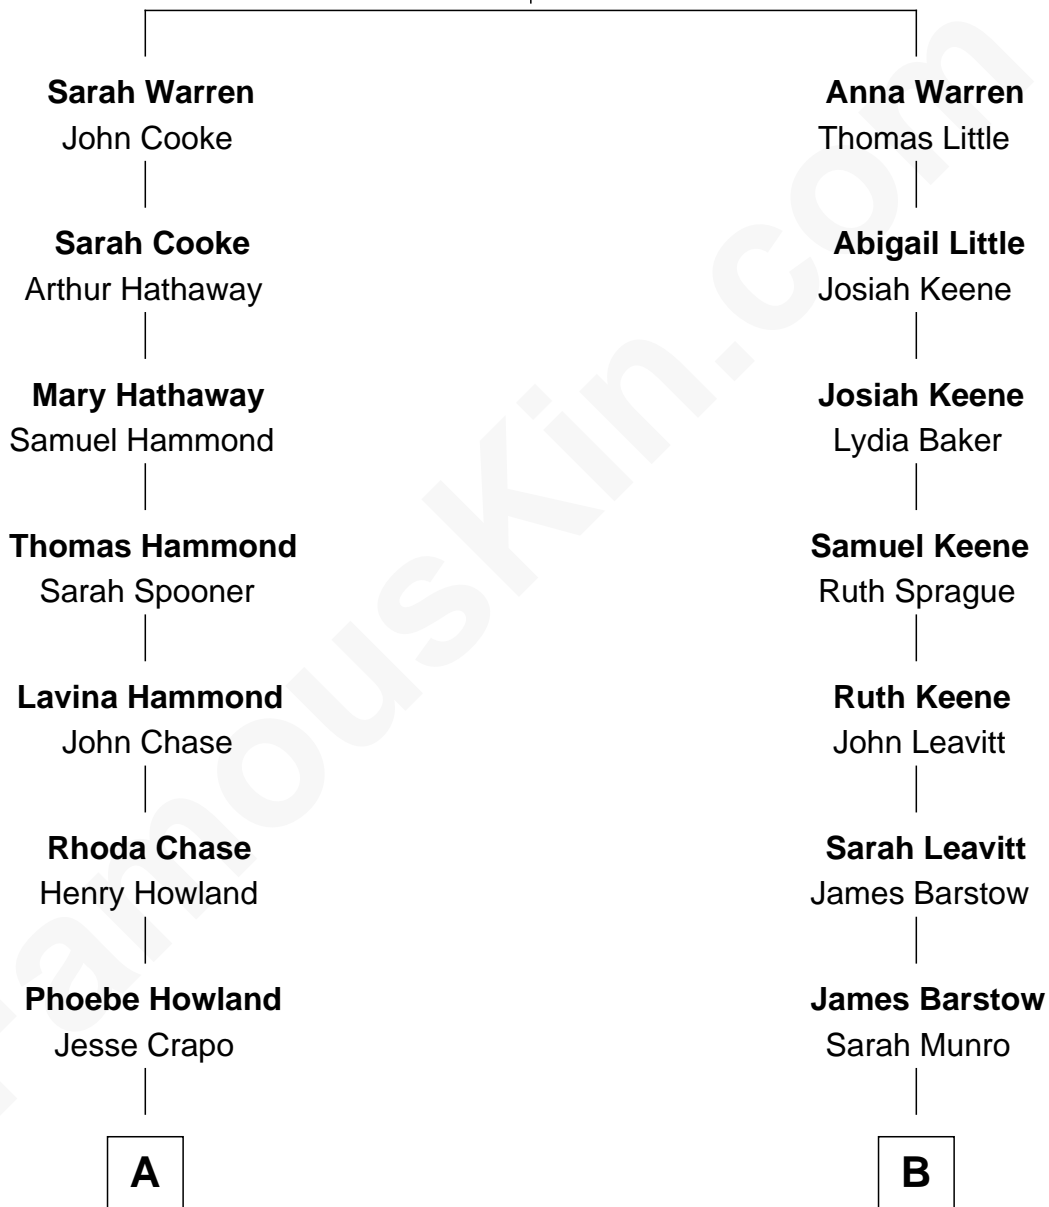 Sarah Warren
John Cooke
Sarah Cooke
Arthur Hathaway
Mary Hathaway
Samuel Hammond
Thomas Hammond
Sarah Spooner
Lavina Hammond
John Chase
Rhoda Chase
Henry Howland
Phoebe Howland
Jesse Crapo
A
Anna Warren
Thomas Little
Abigail Little
Josiah Keene
Josiah Keene
Lydia Baker
Samuel Keene
Ruth Sprague
Ruth Keene
John Leavitt
Sarah Leavitt
James Barstow
James Barstow
Sarah Munro
B
FamousKin.com